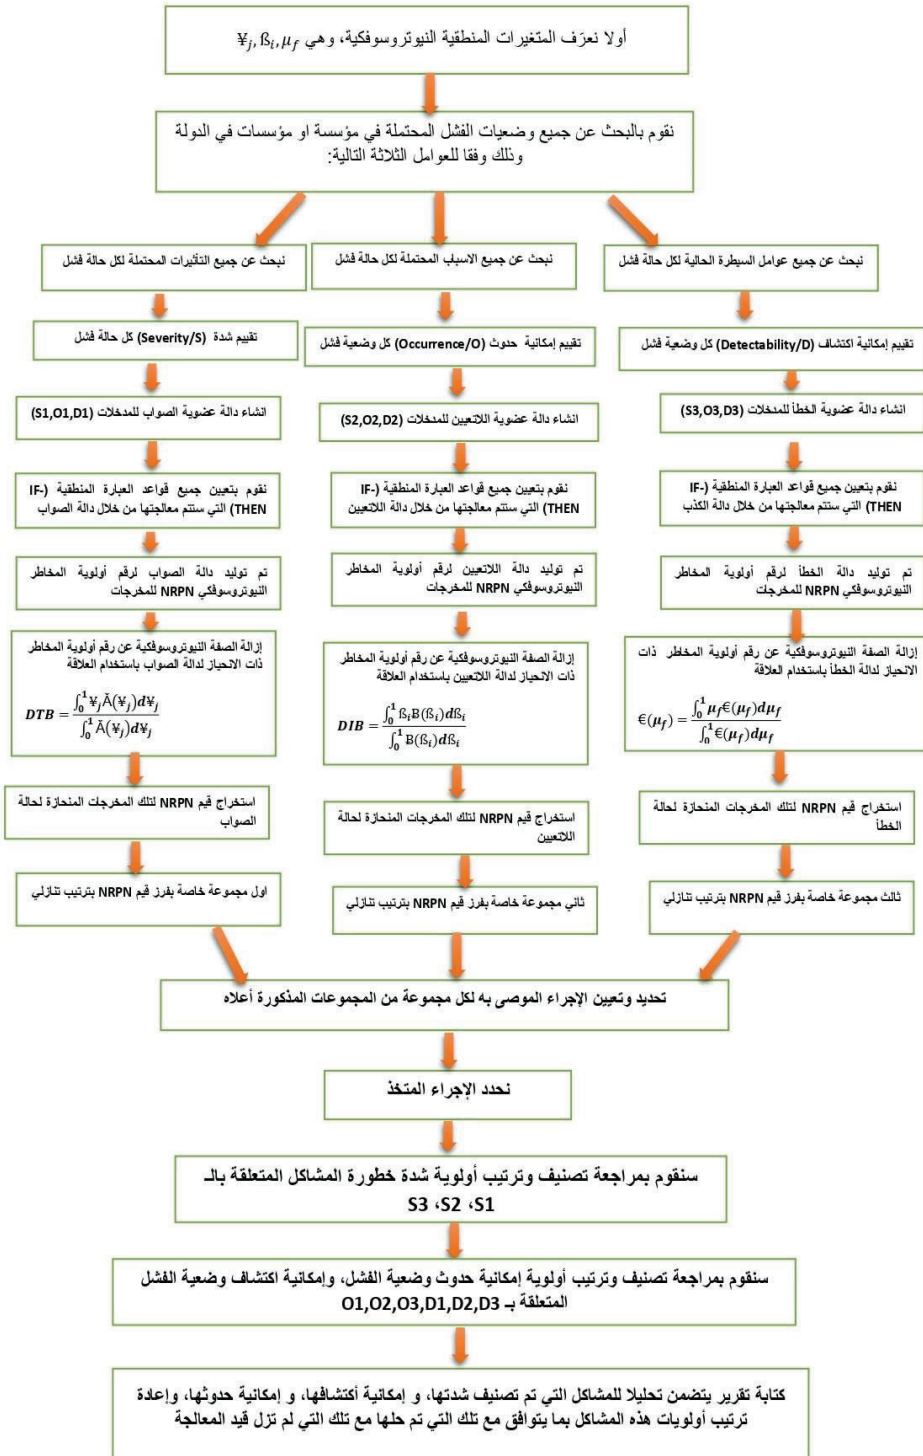 أولا نعرّف المتغيرات المنطقية النيوتروسوفكية، وهي ¥ⱼ, ßᵢ, μ_f
نقوم بالبحث عن جميع وضعيات الفشل المحتملة في مؤسسة او مؤسسات في الدولة
وذلك وفقا للعوامل الثلاثة التالية:
نبحث عن جميع عوامل السيطرة الحالية لكل حالة فشل
تقييم إمكانية اكتشاف (Detectability/D) كل وضعية فشل
انشاء دالة عضوية الخطأ للمدخلات (S3,O3,D3)
نقوم بتعيين جميع قواعد العبارة المنطقية (IF-
THEN) التي ستتم معالجتها من خلال دالة الكذب
تم توليد دالة الخطأ لرقم أولوية المخاطر
النيوتروسوفكي NRPN للمخرجات
إزالة الصفة النيوتروسوفكية عن رقم أولوية المخاطر ذات
الانحياز لدالة الخطأ باستخدام العلاقة
€(μ_f) = ∫₀¹ μ_f €(μ_f) dμ_f / ∫₀¹ €(μ_f) dμ_f
استخراج قيم NRPN لتلك المخرجات المنحازة لحالة
الخطأ
ثالث مجموعة خاصة بفرز قيم NRPN بترتيب تنازلي
نبحث عن جميع الاسباب المحتملة لكل حالة فشل
تقييم إمكانية حدوث (Occurrence/O) كل وضعية فشل
انشاء دالة عضوية اللاتعيين للمدخلات (S2,O2,D2)
نقوم بتعيين جميع قواعد العبارة المنطقية (IF-
THEN) التي ستتم معالجتها من خلال دالة اللاتعيين
تم توليد دالة اللاتعيين لرقم أولوية المخاطر
النيوتروسوفكي NRPN للمخرجات
إزالة الصفة النيوتروسوفكية عن رقم أولوية المخاطر
ذات الانحياز لدالة اللاتعيين باستخدام العلاقة
DIB = ∫₀¹ ßᵢ Ƀ(ßᵢ) dßᵢ / ∫₀¹ Ƀ(ßᵢ) dßᵢ
استخراج قيم NRPN لتلك المخرجات المنحازة لحالة
اللاتعيين
ثاني مجموعة خاصة بفرز قيم NRPN بترتيب تنازلي
نبحث عن جميع التأثيرات المحتملة لكل حالة فشل
تقييم شدة (Severity/S) كل حالة فشل
انشاء دالة عضوية الصواب للمدخلات (S1,O1,D1)
نقوم بتعيين جميع قواعد العبارة المنطقية (IF-
THEN) التي ستتم معالجتها من خلال دالة الصواب
تم توليد دالة الصواب لرقم أولوية المخاطر
النيوتروسوفكي NRPN للمخرجات
إزالة الصفة النيوتروسوفكية عن رقم أولوية المخاطر
ذات الانحياز لدالة الصواب باستخدام العلاقة
DTB = ∫₀¹ ¥ⱼ Ǎ(¥ⱼ) d¥ⱼ / ∫₀¹ Ǎ(¥ⱼ) d¥ⱼ
استخراج قيم NRPN لتلك المخرجات المنحازة لحالة
الصواب
اول مجموعة خاصة بفرز قيم NRPN بترتيب تنازلي
تحديد وتعيين الإجراء الموصى به لكل مجموعة من المجموعات المذكورة أعلاه
نحدد الإجراء المتخذ
سنقوم بمراجعة تصنيف وترتيب أولوية شدة خطورة المشاكل المتعلقة بالـ
S1، S2، S3
سنقوم بمراجعة تصنيف وترتيب أولوية إمكانية حدوث وضعية الفشل، وإمكانية اكتشاف وضعية الفشل
المتعلقة بـ O1,O2,O3,D1,D2,D3
كتابة تقرير يتضمن تحليلا للمشاكل التي تم تصنيف شدتها، و إمكانية أكتشافها، و إمكانية حدوثها، وإعادة
ترتيب أولويات هذه المشاكل بما يتوافق مع تلك التي تم حلها مع تلك التي لم تزل قيد المعالجة